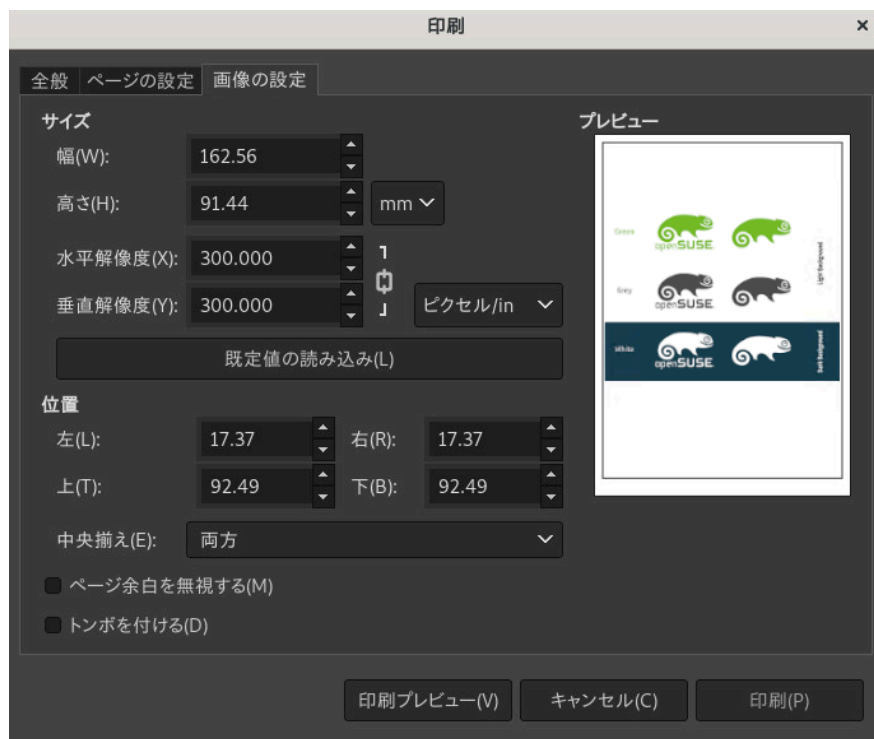 印刷
×
全般 ページの設定 画像の設定
サイズ
幅(W): 162.56
高さ(H): 91.44 mm
水平解像度(X): 300.000
垂直解像度(Y): 300.000 ピクセル/in
既定値の読み込み(L)
位置
左(L): 17.37 右(R): 17.37
上(T): 92.49 下(B): 92.49
中央揃え(E): 両方
ページ余白を無視する(M)
トンボを付ける(D)
プレビュー
Green openSUSE Light Background
Grey openSUSE
White openSUSE Dark Background
印刷プレビュー(V) キャンセル(C) 印刷(P)